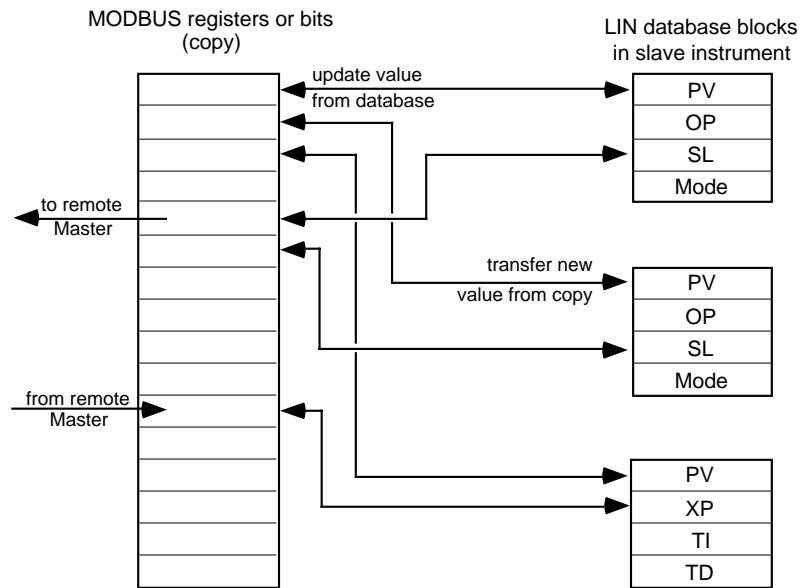 MODBUS registers or bits
(copy)
LIN database blocks
in slave instrument
update value
from database
PV
OP
SL
Mode
to remote
Master
transfer new
value from copy
PV
OP
SL
Mode
from remote
Master
PV
XP
TI
TD